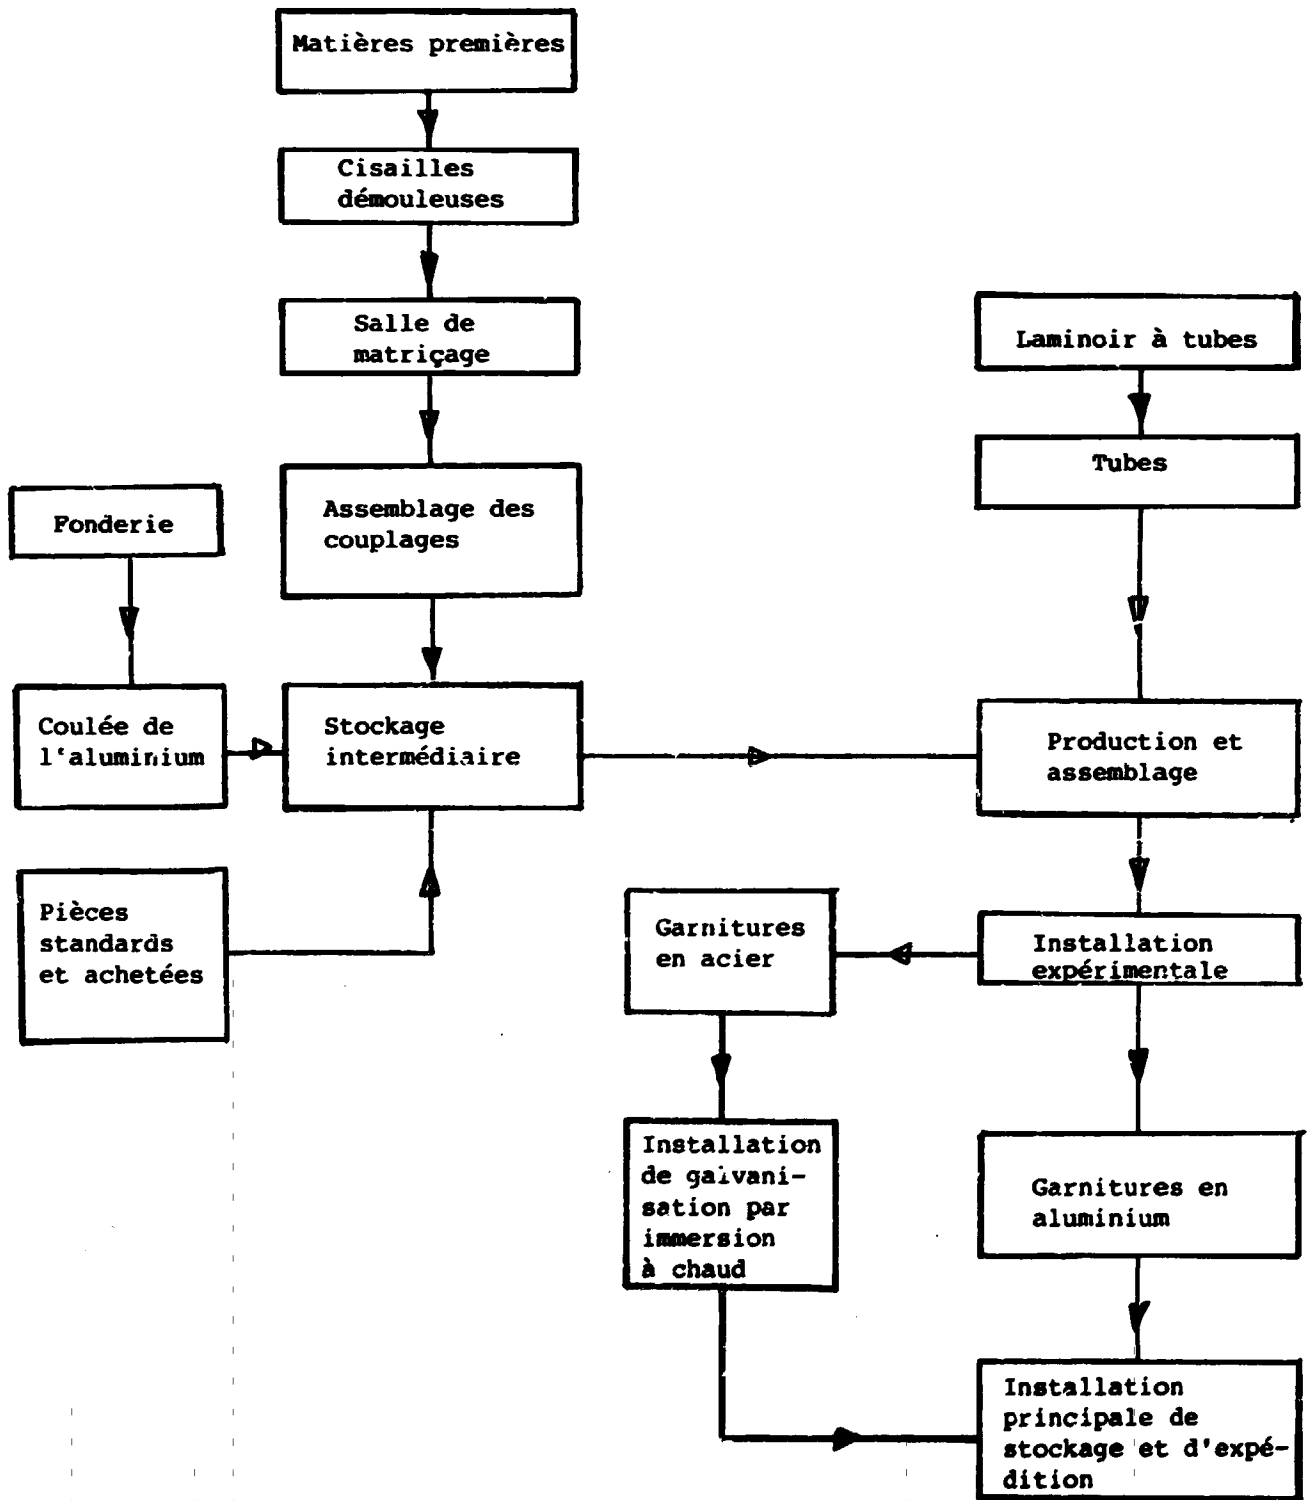 Matières premières
Cisailles
démouleuses
Salle de
matriçage
Laminoir à tubes
Tubes
Assemblage des
couplages
Fonderie
Coulée de
l'aluminium
Stockage
intermédiaire
Production et
assemblage
Pièces
standards
et achetées
Garnitures
en acier
Installation
expérimentale
Installation
de galvani-
sation par
immersion
à chaud
Garnitures en
aluminium
Installation
principale de
stockage et d'expé-
dition